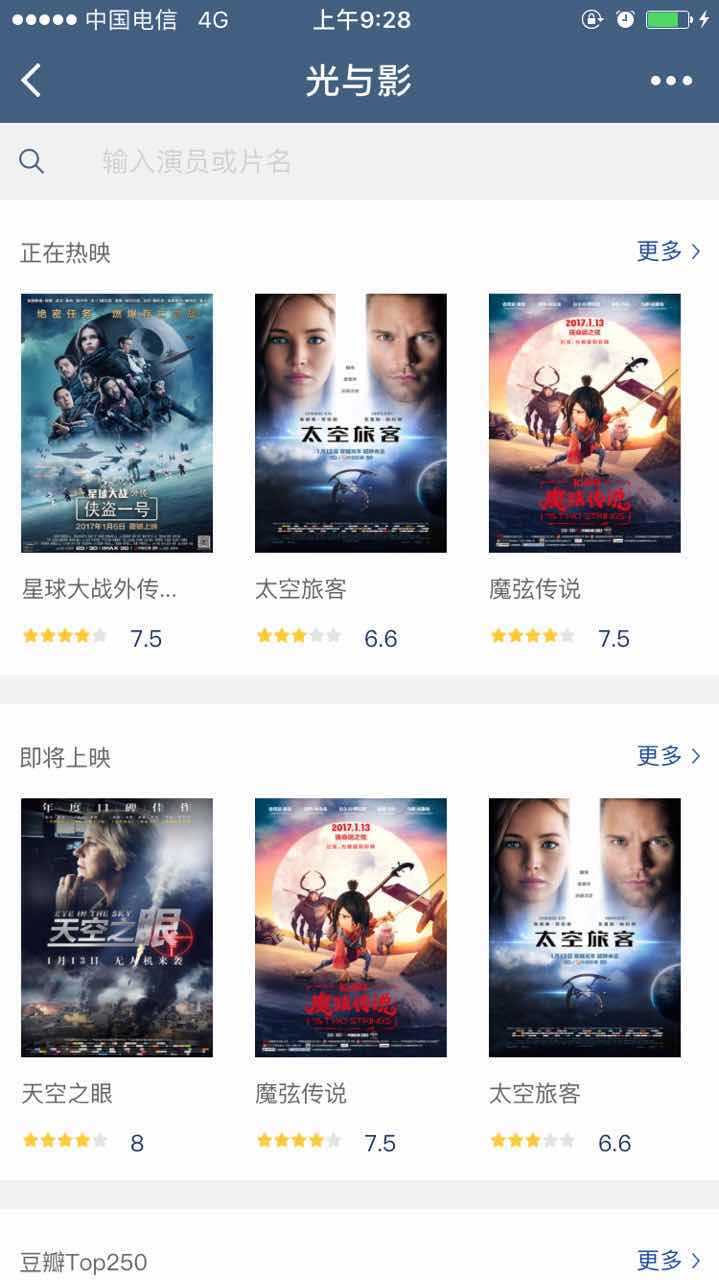 中国电信 4G 上午9:28
光与影
输入演员或片名
正在热映
更多
绝密任务 燃爆你三观
星球大战外传
侠盗一号
2017年1月6日 震撼上映
太空旅客
2017.1.13
KUBO
魔弦传说
THE TWO STRINGS
星球大战外传...
太空旅客
魔弦传说
7.5
6.6
7.5
即将上映
更多
年度口碑佳作
EYE IN THE SKY
天空之眼
1月13日 无人机来袭
2017.1.13
KUBO
魔弦传说
THE TWO STRINGS
太空旅客
天空之眼
魔弦传说
太空旅客
8
7.5
6.6
豆瓣Top250
更多